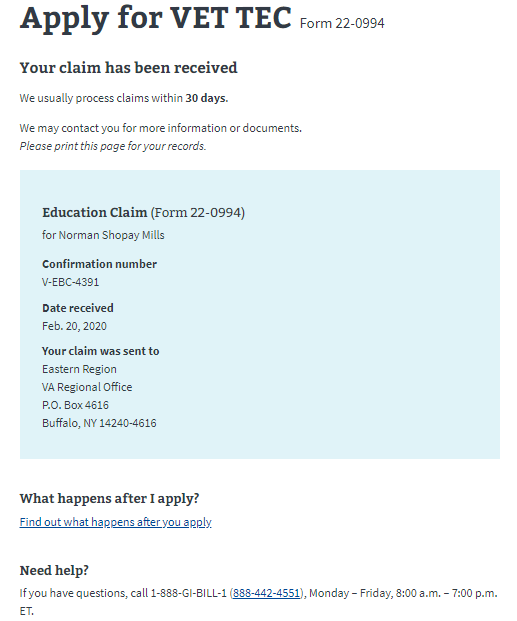 Apply for VET TEC Form 22-0994
Your claim has been received
We usually process claims within 30 days.
We may contact you for more information or documents.
Please print this page for your records.
Education Claim (Form 22-0994)
for Norman Shopay Mills
Confirmation number
V-EBC-4391
Date received
Feb. 20, 2020
Your claim was sent to
Eastern Region
VA Regional Office
P.O. Box 4616
Buffalo, NY 14240-4616
What happens after I apply?
Find out what happens after you apply
Need help?
If you have questions, call 1-888-GI-BILL-1 (888-442-4551), Monday – Friday, 8:00 a.m. – 7:00 p.m.
ET.